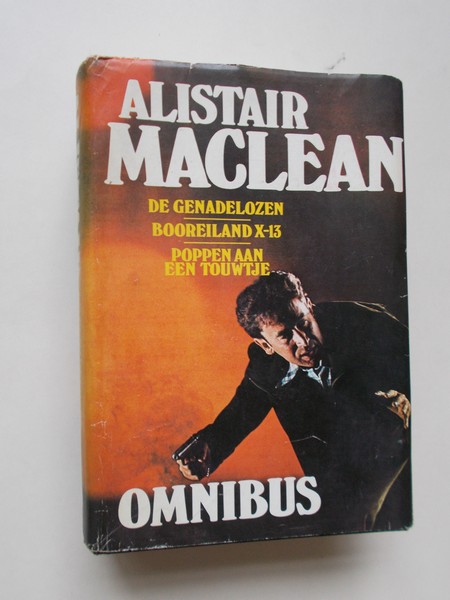 ALISTAIR
MACLEAN
DE GENADELOZEN
BOOREILAND X-13
POPPEN AAN
EEN TOUWTJE
OMNIBUS